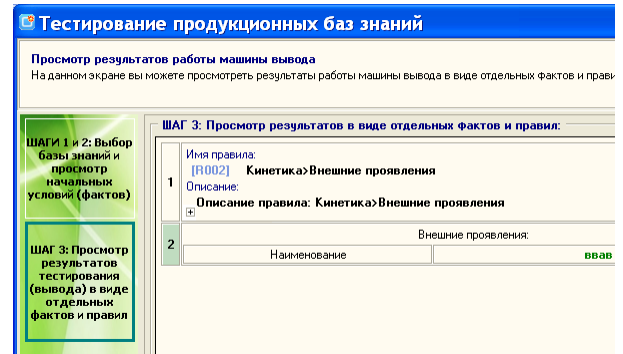 Тестирование продукционных баз знаний
Просмотр результатов работы машины вывода
На данном экране вы можете просмотреть результаты работы машины вывода в виде отдельных фактов и прави
ШАГИ 1 и 2: Выбор
базы знаний и
просмотр
начальных
условий (фактов)
ШАГ 3: Просмотр
результатов
тестирования
(вывода) в виде
отдельных
фактов и правил
ШАГ 3: Просмотр результатов в виде отдельных фактов и правил:
1
Имя правила:
[R002] Кинетика>Внешние проявления
Описание:
Описание правила: Кинетика>Внешние проявления
2
Внешние проявления:
Наименование ввав